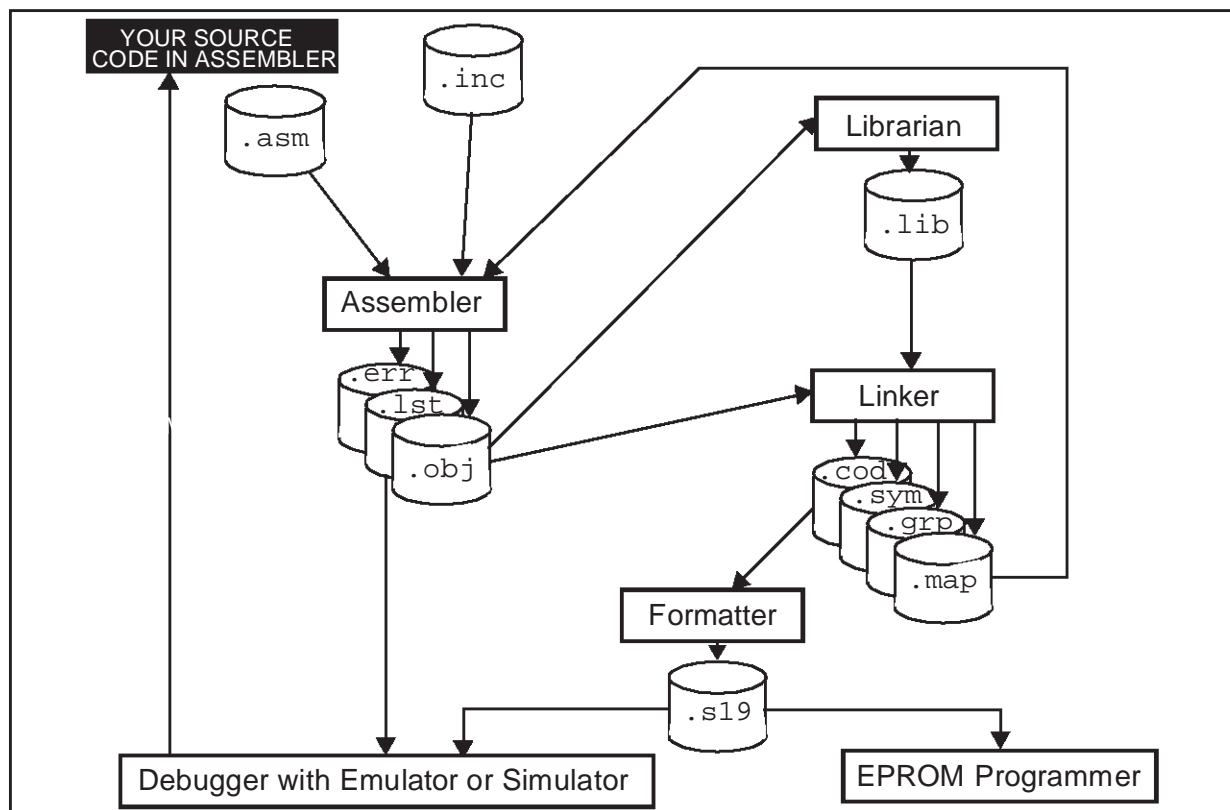 YOUR SOURCE
CODE IN ASSEMBLER
.inc
.asm
Librarian
.lib
Assembler
.err
.lst
.obj
Linker
.cod
.sym
.grp
.map
Formatter
.s19
Debugger with Emulator or Simulator
EPROM Programmer